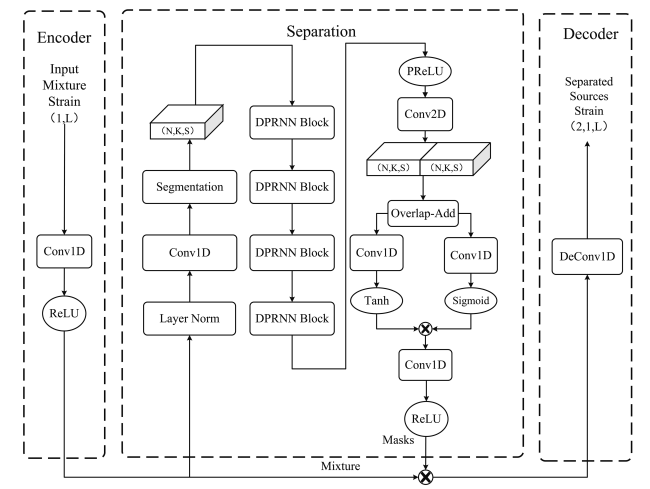 Encoder
Input
Mixture
Strain
(1,L)
Conv1D
ReLU
Separation
(N,K,S)
Segmentation
Conv1D
Layer Norm
DPRNN Block
DPRNN Block
DPRNN Block
DPRNN Block
PReLU
Conv2D
(N,K,S) (N,K,S)
Overlap-Add
Conv1D Conv1D
Tanh Sigmoid
Conv1D
ReLU
Masks
Mixture
Decoder
Separated
Sources
Strain
(2,1,L)
DeConv1D